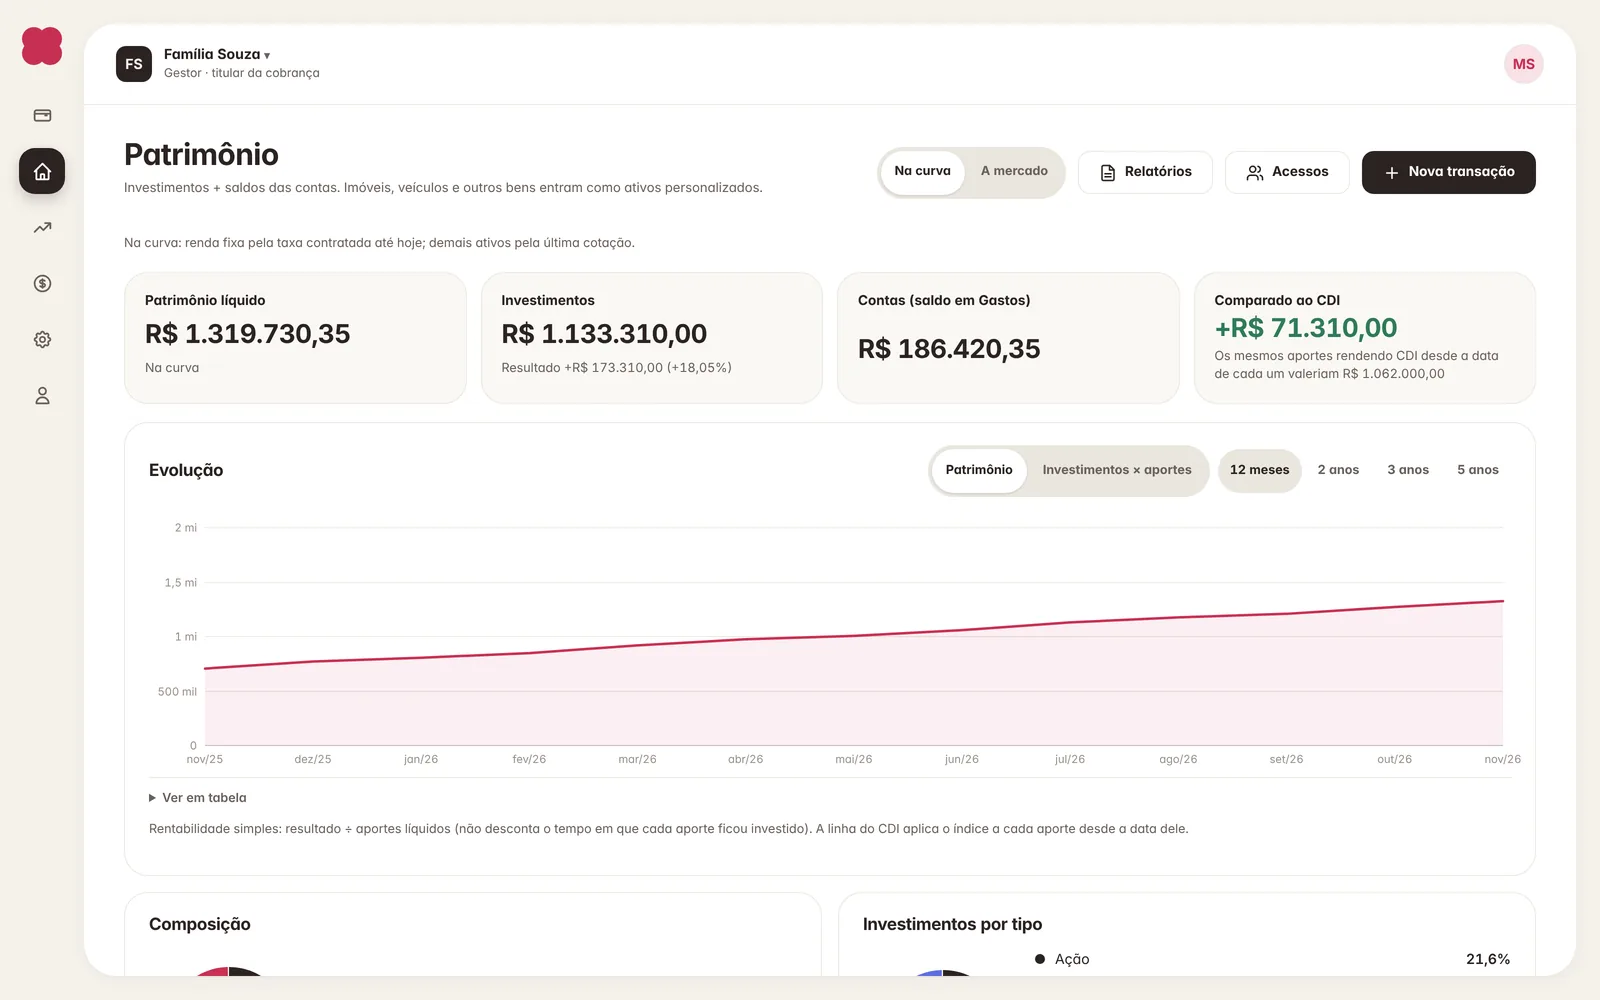 FS
Família Souza ▾
Gestor · titular da cobrança
MS
Patrimônio
Investimentos + saldos das contas. Imóveis, veículos e outros bens entram como ativos personalizados.
Na curva
A mercado
Relatórios
Acessos
+ Nova transação
Na curva: renda fixa pela taxa contratada até hoje; demais ativos pela última cotação.
Patrimônio líquido
R$ 1.319.730,35
Na curva
Investimentos
R$ 1.133.310,00
Resultado +R$ 173.310,00 (+18,05%)
Contas (saldo em Gastos)
R$ 186.420,35
Comparado ao CDI
+R$ 71.310,00
Os mesmos aportes rendendo CDI desde a data
de cada um valeriam R$ 1.062.000,00
Evolução
Patrimônio
Investimentos × aportes
12 meses
2 anos
3 anos
5 anos
2 mi
1,5 mi
1 mi
500 mil
0
nov/25
dez/25
jan/26
fev/26
mar/26
abr/26
mai/26
jun/26
jul/26
ago/26
set/26
out/26
nov/26
▶ Ver em tabela
Rentabilidade simples: resultado ÷ aportes líquidos (não desconta o tempo em que cada aporte ficou investido). A linha do CDI aplica o índice a cada aporte desde a data dele.
Composição
Investimentos por tipo
Ação
21,6%